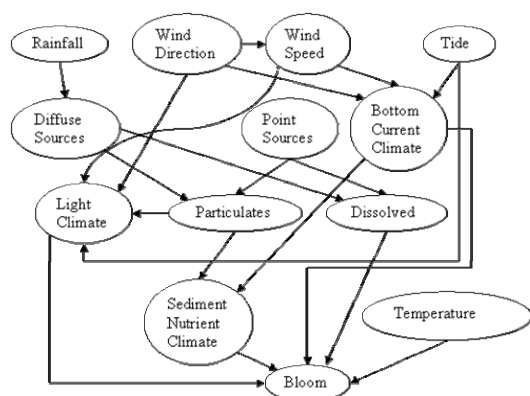 Rainfall
Wind
Direction
Wind
Speed
Tide
Diffuse
Sources
Point
Sources
Bottom
Current
Climate
Light
Climate
Particulates
Dissolved
Sediment
Nutrient
Climate
Temperature
Bloom